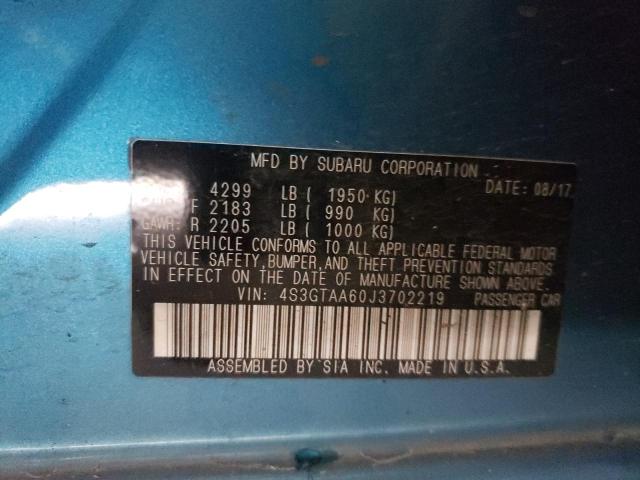 MFD BY SUBARU CORPORATION
DATE: 08/17
4299 LB ( 1950 KG)
F 2183 LB ( 990 KG)
GAWR: R 2205 LB ( 1000 KG)
THIS VEHICLE CONFORMS TO ALL APPLICABLE FEDERAL MOTOR
VEHICLE SAFETY, BUMPER, AND THEFT PREVENTION STANDARDS
IN EFFECT ON THE DATE OF MANUFACTURE SHOWN ABOVE.
VIN: 4S3GTAA60J3702219 PASSENGER CAR
ASSEMBLED BY SIA INC. MADE IN U.S.A.